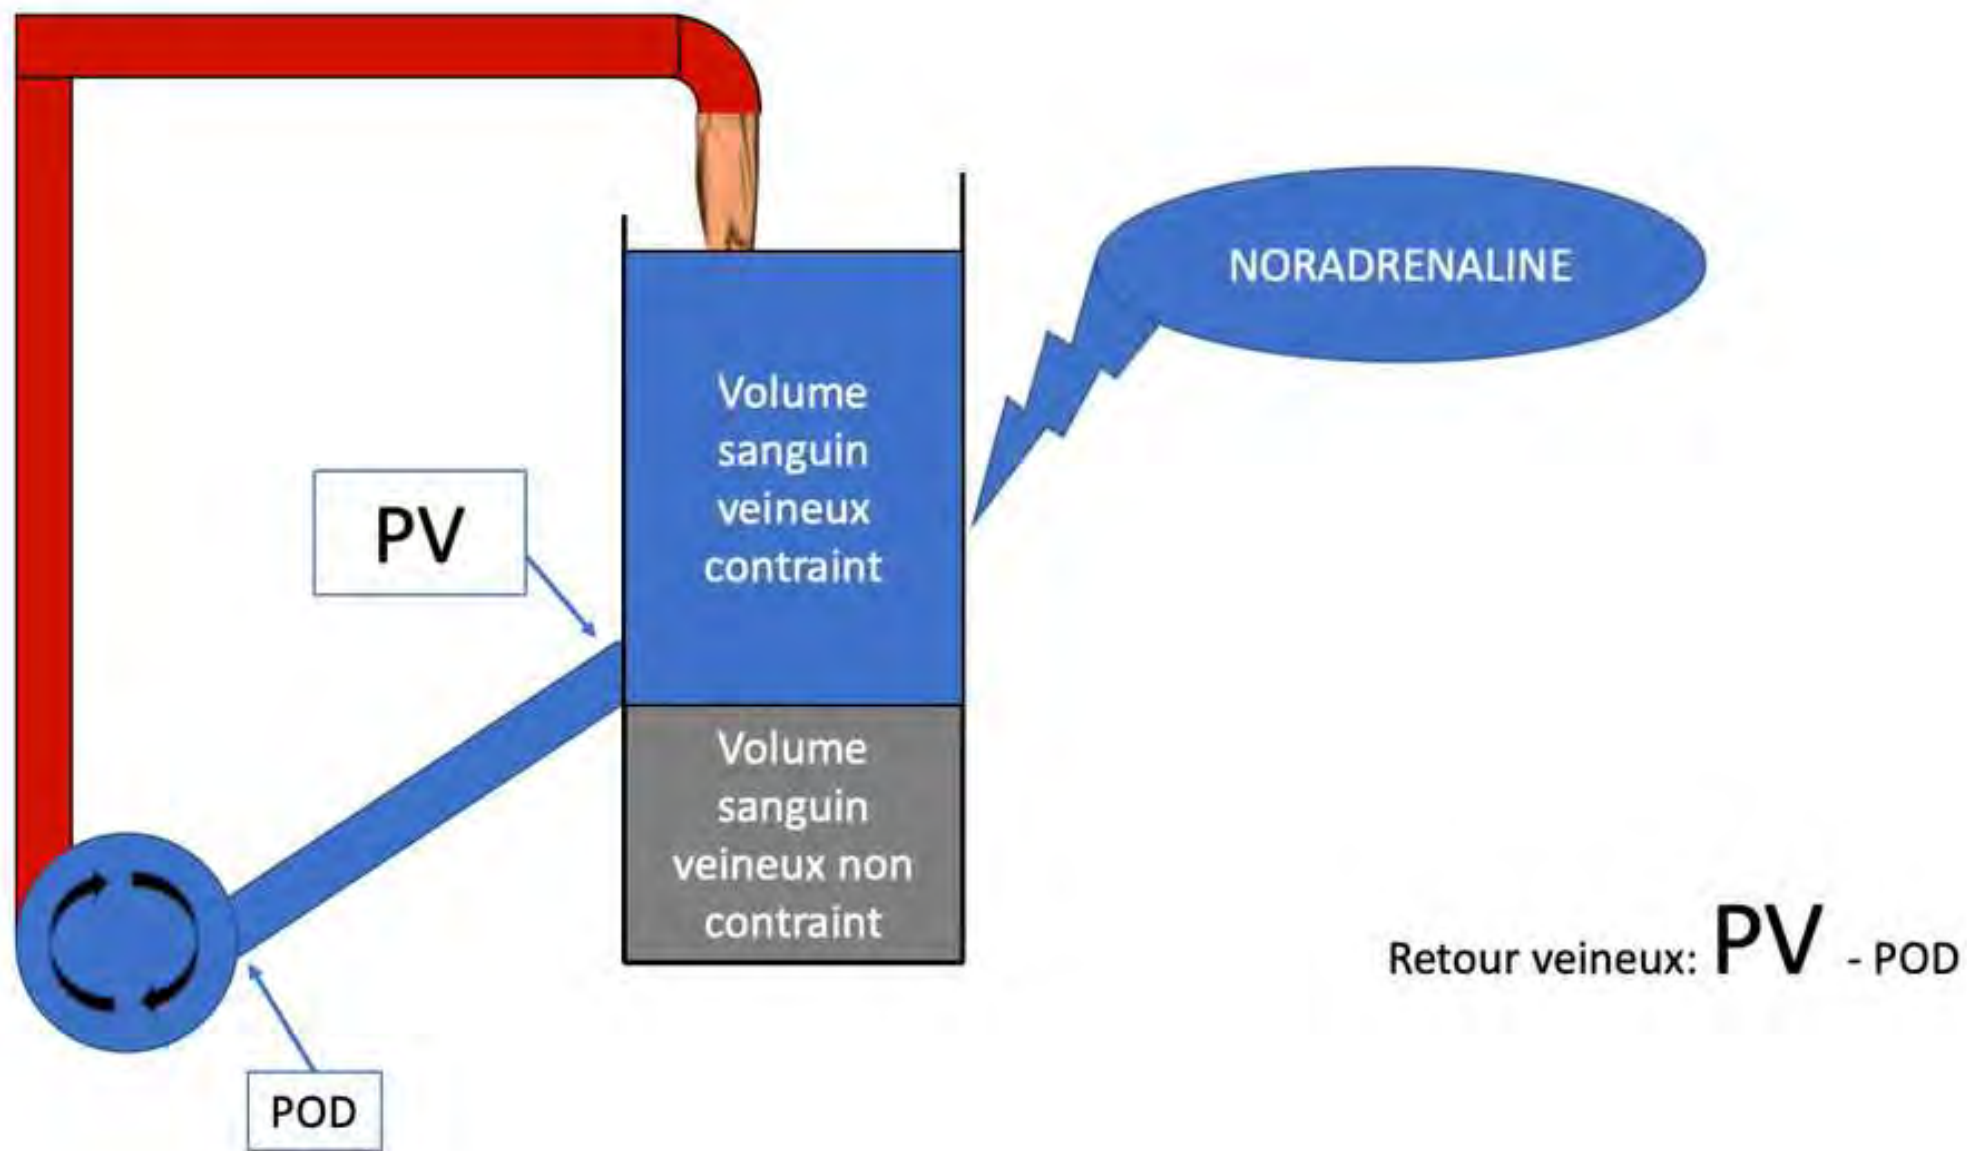 NORADRENALINE
Volume
sanguin
veineux
contraint
PV
Volume
sanguin
veineux non
contraint
Retour veineux: PV - POD
POD